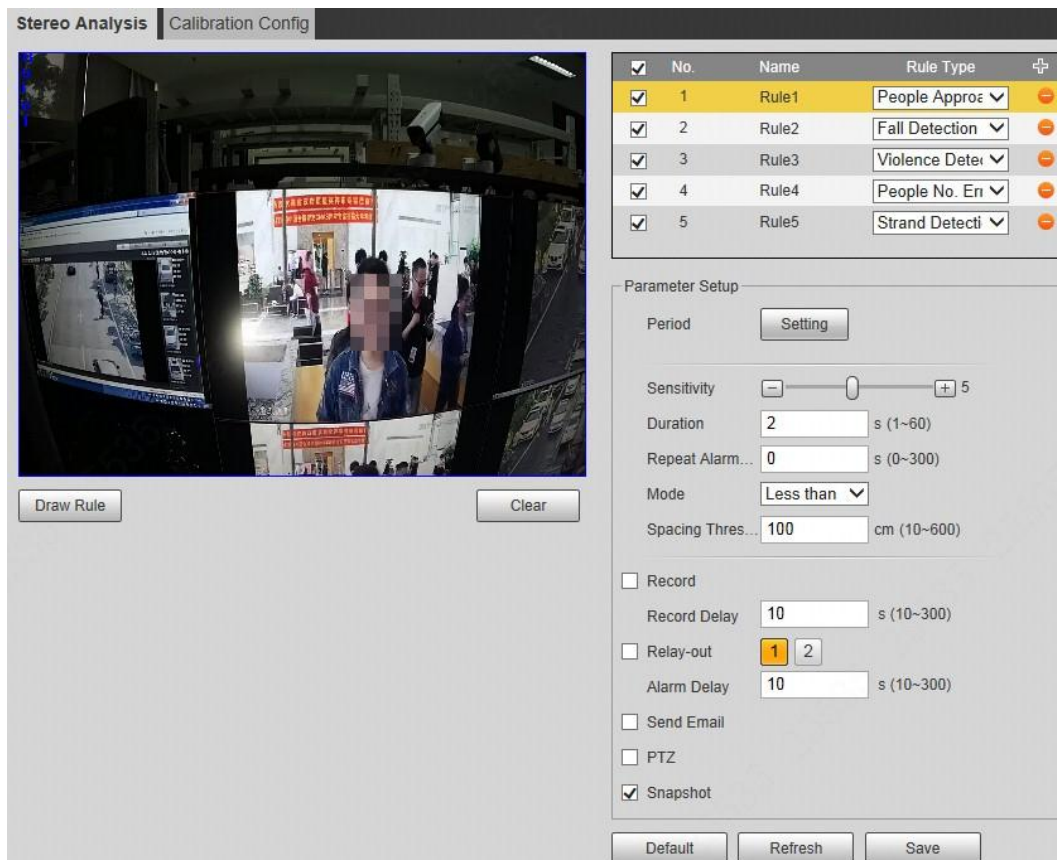 Stereo Analysis Calibration Config
No. Name Rule Type
1 Rule1 People Approa
2 Rule2 Fall Detection
3 Rule3 Violence Detec
4 Rule4 People No. Err
5 Rule5 Strand Detecti
Parameter Setup
Period Setting
Sensitivity 5
Duration 2 s (1~60)
Repeat Alarm... 0 s (0~300)
Mode Less than
Spacing Thres... 100 cm (10~600)
Draw Rule Clear
Record
Record Delay 10 s (10~300)
Relay-out 1 2
Alarm Delay 10 s (10~300)
Send Email
PTZ
Snapshot
Default Refresh Save